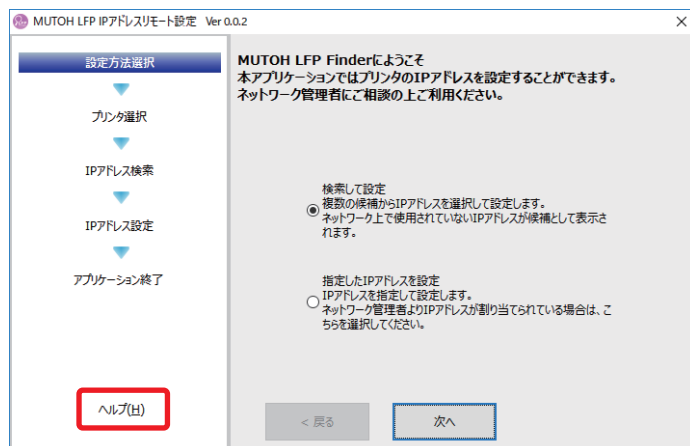 MUTOH LFP IPアドレスリモート設定 Ver 0.0.2
設定方法選択
プリンタ選択
IPアドレス検索
IPアドレス設定
アプリケーション終了
ヘルプ(H)
MUTOH LFP Finderにようこそ
本アプリケーションではプリンタのIPアドレスを設定することができます。
ネットワーク管理者にご相談の上ご利用ください。
検索して設定
複数の候補からIPアドレスを選択して設定します。
ネットワーク上で使用されていないIPアドレスが候補として表示さ
れます。
指定したIPアドレスを設定
IPアドレスを指定して設定します。
ネットワーク管理者よりIPアドレスが割り当てられている場合は、こ
ちらを選択してください。
< 戻る
次へ